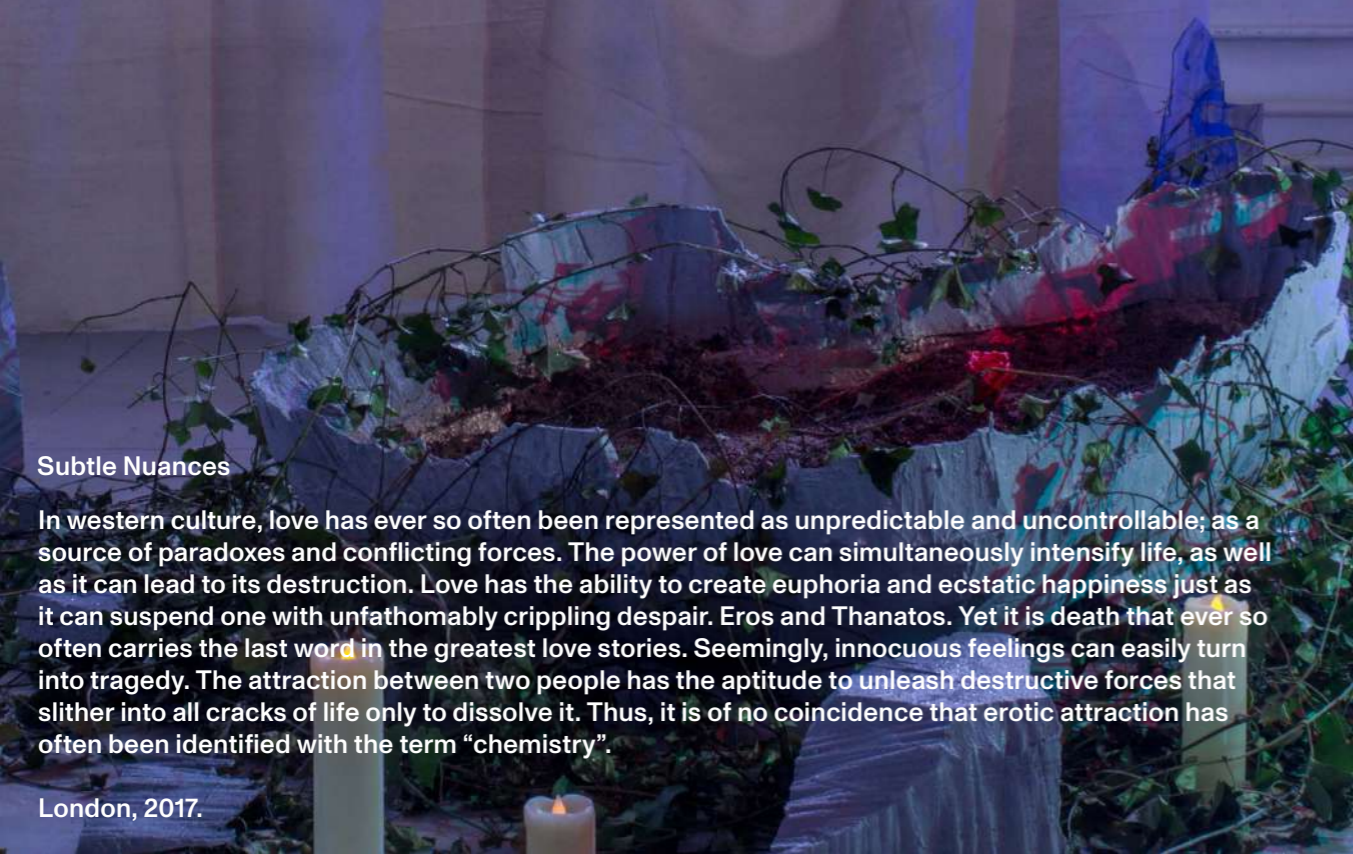 Subtle Nuances
In western culture, love has ever so often been represented as unpredictable and uncontrollable; as a
source of paradoxes and conflicting forces. The power of love can simultaneously intensify life, as well
as it can lead to its destruction. Love has the ability to create euphoria and ecstatic happiness just as
it can suspend one with unfathomably crippling despair. Eros and Thanatos. Yet it is death that ever so
often carries the last word in the greatest love stories. Seemingly, innocuous feelings can easily turn
into tragedy. The attraction between two people has the aptitude to unleash destructive forces that
slither into all cracks of life only to dissolve it. Thus, it is of no coincidence that erotic attraction has
often been identified with the term “chemistry”.
London, 2017.